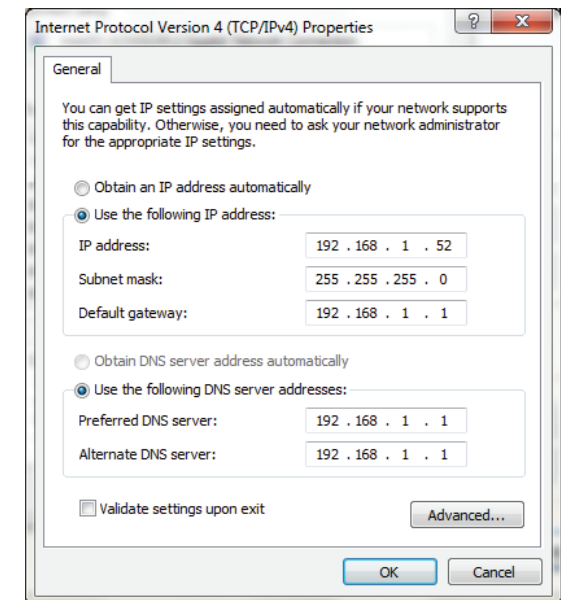 Internet Protocol Version 4 (TCP/IPv4) Properties
?
X
General
You can get IP settings assigned automatically if your network supports
this capability. Otherwise, you need to ask your network administrator
for the appropriate IP settings.
Obtain an IP address automatically
Use the following IP address:
IP address: 192 . 168 . 1 . 52
Subnet mask: 255 . 255 . 255 . 0
Default gateway: 192 . 168 . 1 . 1
Obtain DNS server address automatically
Use the following DNS server addresses:
Preferred DNS server: 192 . 168 . 1 . 1
Alternate DNS server: 192 . 168 . 1 . 1
Validate settings upon exit
Advanced...
OK Cancel